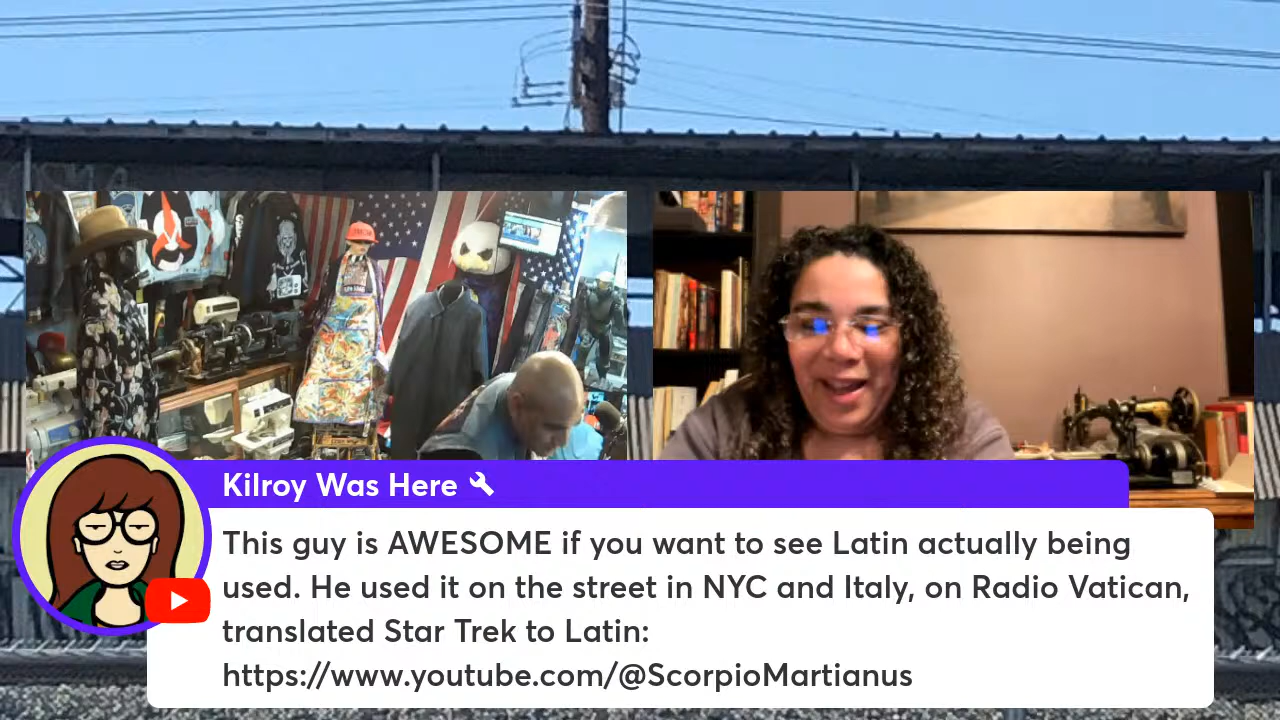 Kilroy Was Here
This guy is AWESOME if you want to see Latin actually being
used. He used it on the street in NYC and Italy, on Radio Vatican,
translated Star Trek to Latin:
https://www.youtube.com/@ScorpioMartianus